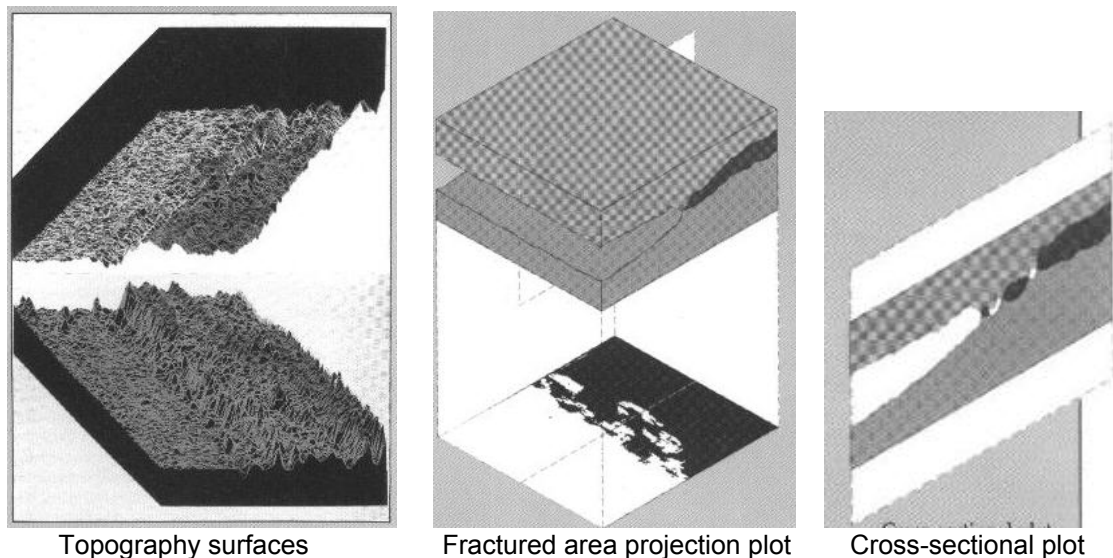 Topography surfaces
Fractured area projection plot
Cross-sectional plot